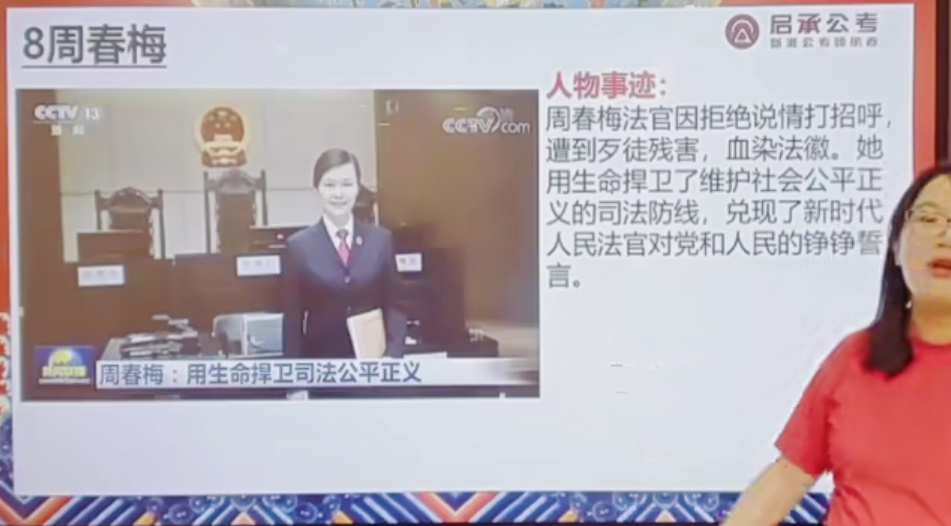 8周春梅
启承公考
CCTV 13
新闻
CCTV.com
人物事迹：
周春梅法官因拒绝说情打招呼，
遭到歹徒残害，血染法徽。她
用生命捍卫了维护社会公平正
义的司法防线，兑现了新时代
人民法官对党和人民的铮铮誓
言。
周春梅：用生命捍卫司法公平正义